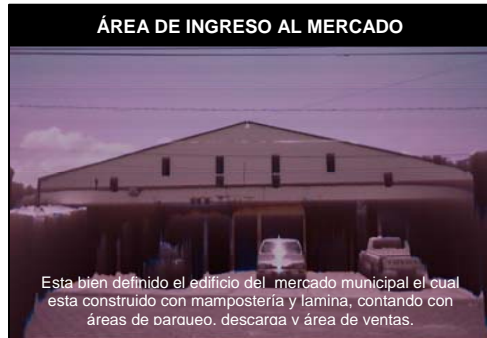 ÁREA DE INGRESO AL MERCADO
Esta bien definido el edificio del mercado municipal el cual
esta construido con mampostería y lamina, contando con
áreas de parqueo, descarga y área de ventas.